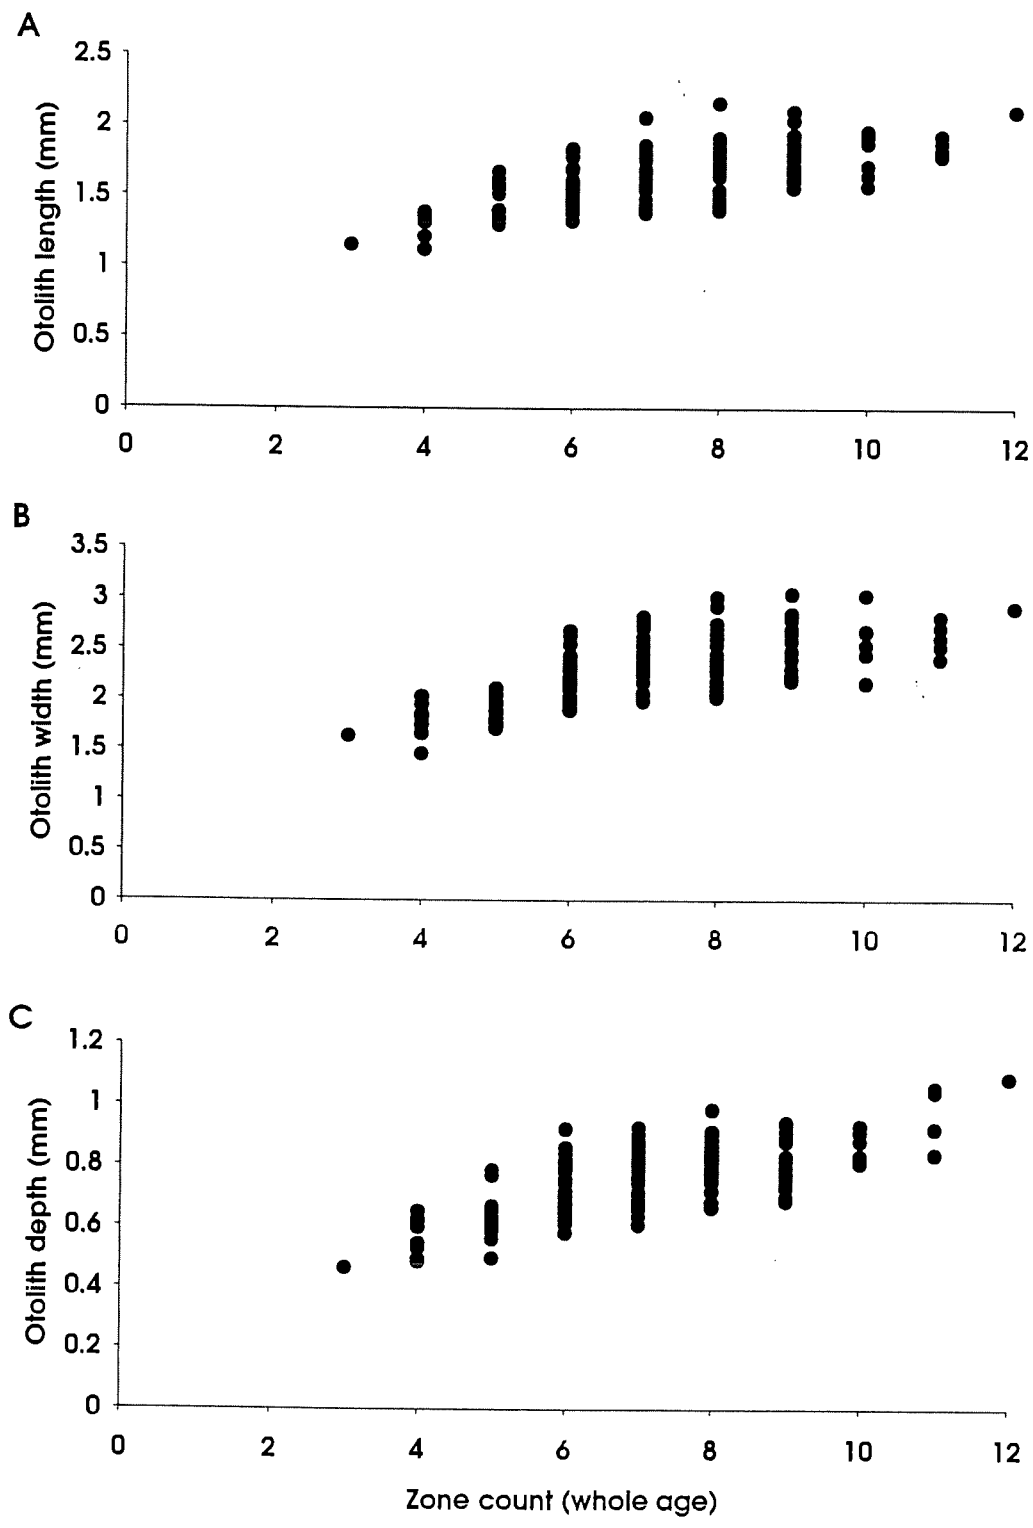 A
2.5
2
1.5
1
0.5
0
Otolith length (mm)
0 2 4 6 8 10 12
B
3.5
3
2.5
2
1.5
1
0.5
0
Otolith width (mm)
0 2 4 6 8 10 12
C
1.2
1
0.8
0.6
0.4
0.2
0
Otolith depth (mm)
0 2 4 6 8 10 12
Zone count (whole age)